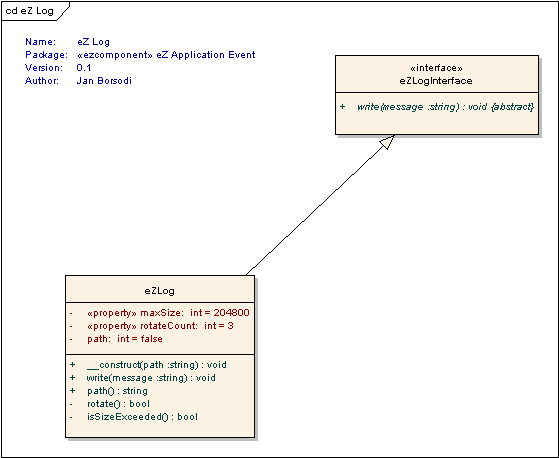 cd eZ Log
Name: eZ Log
Package: «ezcomponent» eZ Application Event
Version: 0.1
Author: Jan Borsodi
«interface»
eZLogInterface
+ write(message :string) : void {abstract}
eZLog
- «property» maxSize: int = 204800
- «property» rotateCount: int = 3
- path: int = false
+ __construct(path :string) : void
+ write(message :string) : void
+ path() : string
- rotate() : bool
- isSizeExceeded() : bool